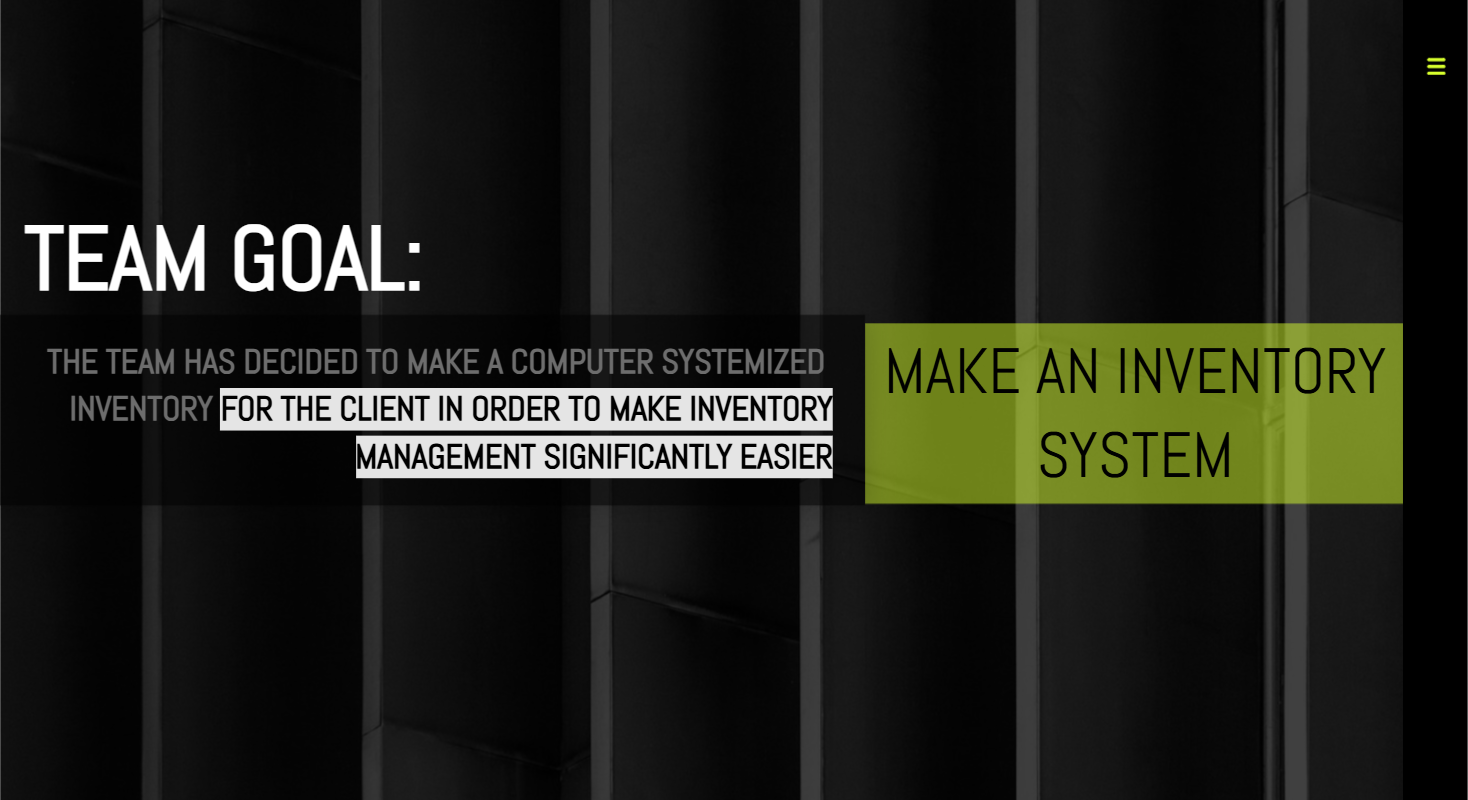 TEAM GOAL:
THE TEAM HAS DECIDED TO MAKE A COMPUTER SYSTEMIZED
INVENTORY FOR THE CLIENT IN ORDER TO MAKE INVENTORY
MANAGEMENT SIGNIFICANTLY EASIER
MAKE AN INVENTORY
SYSTEM